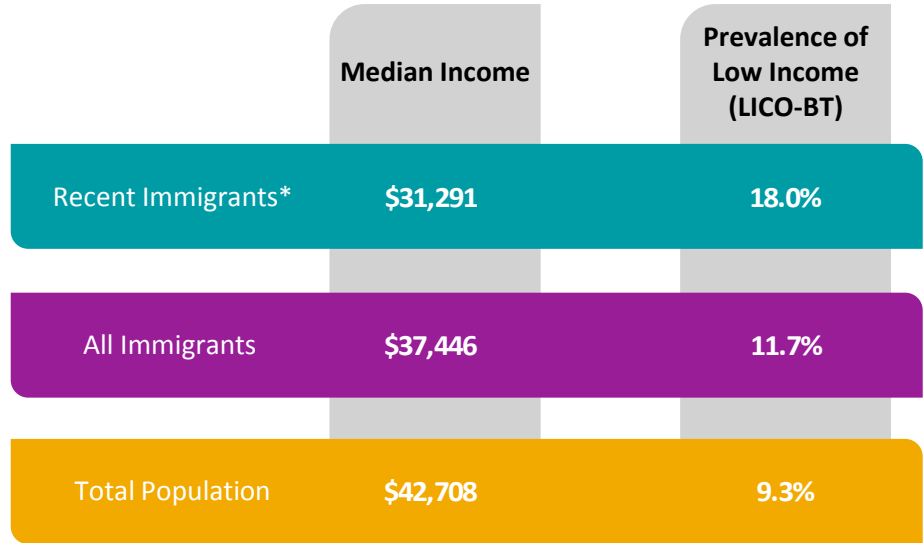 Median Income
Prevalence of
Low Income
(LICO-BT)
Recent Immigrants* $31,291 18.0%
All Immigrants $37,446 11.7%
Total Population $42,708 9.3%